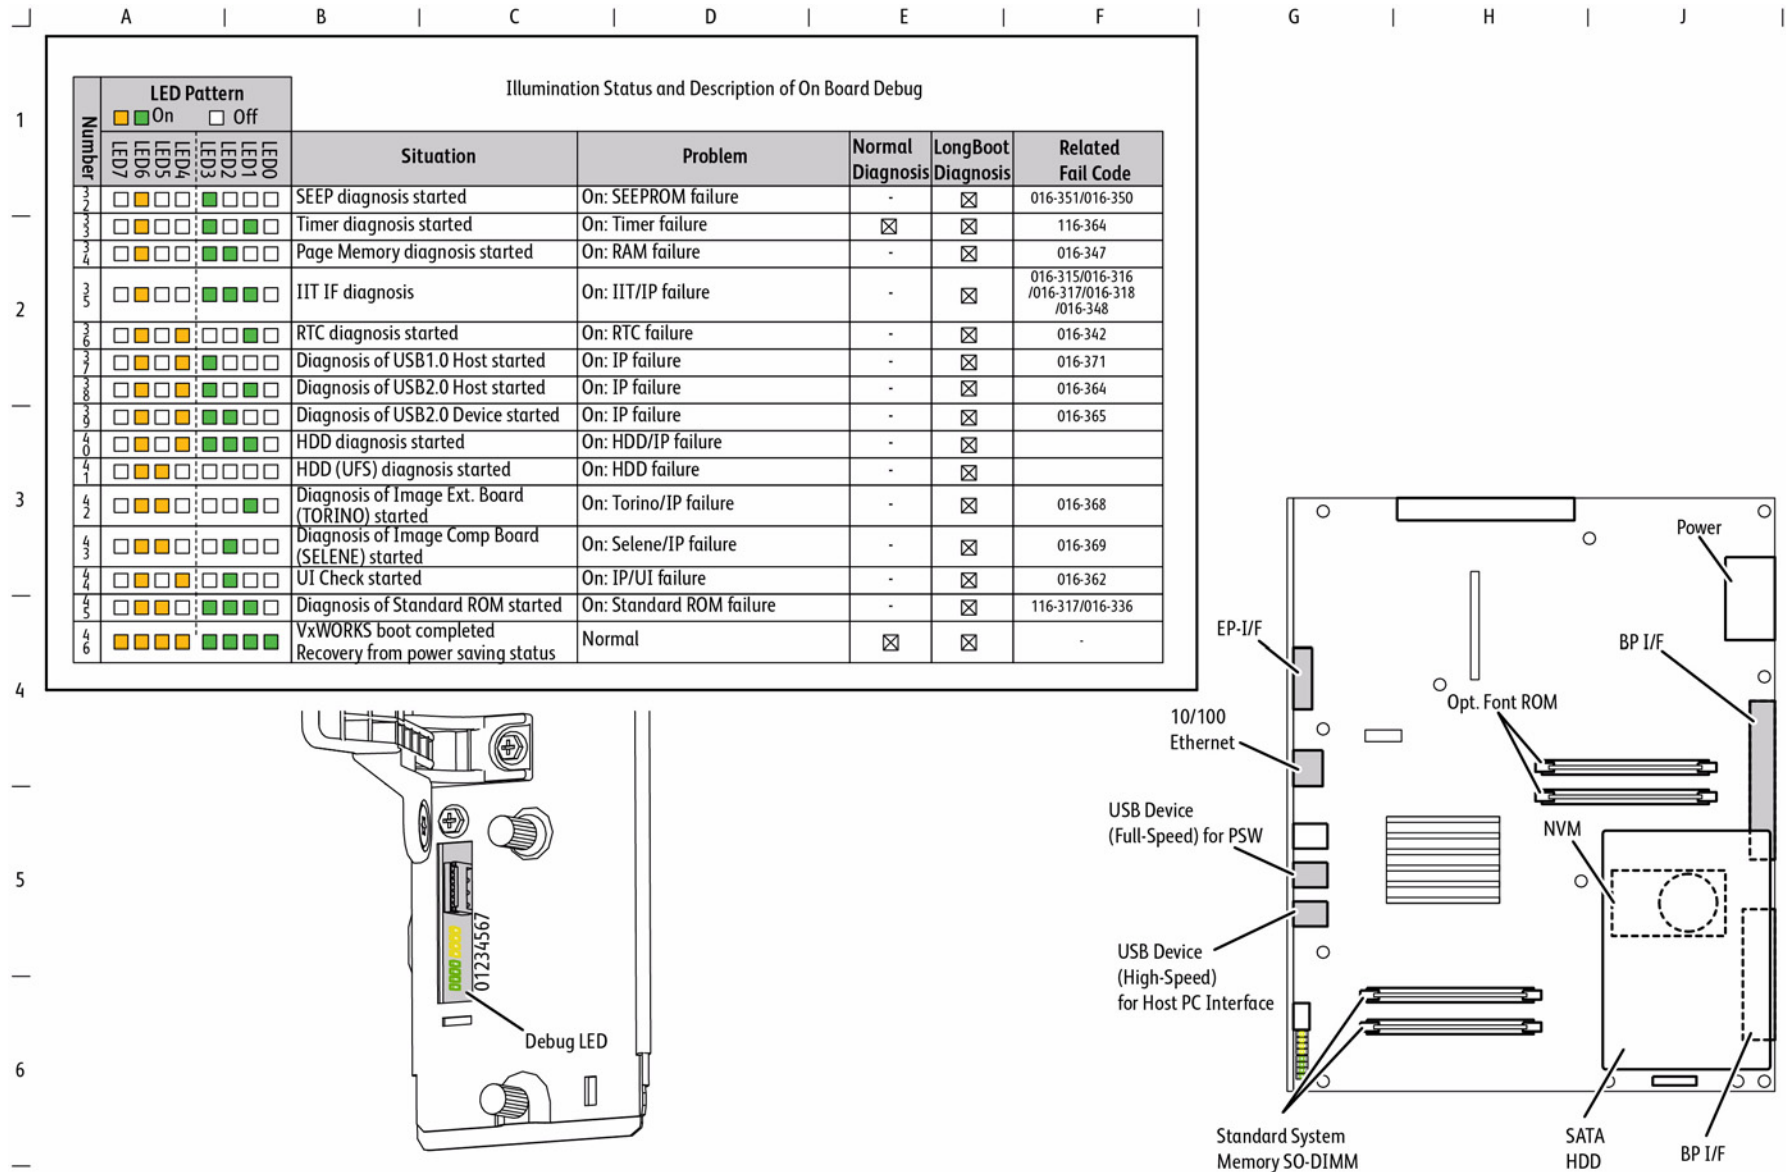 A B C D E F G H J
1
2
3
4
5
6
Illumination Status and Description of On Board Debug
LED Pattern
On Off
Number LED7 LED6 LED5 LED4 LED3 LED2 LED1 LED0 Situation Problem Normal Diagnosis LongBoot Diagnosis Related Fail Code
32 SEEP diagnosis started On: SEEPROM failure - 016-351/016-350
33 Timer diagnosis started On: Timer failure 116-364
34 Page Memory diagnosis started On: RAM failure - 016-347
35 IIT IF diagnosis On: IIT/IP failure - 016-315/016-316
/016-317/016-318
/016-348
36 RTC diagnosis started On: RTC failure - 016-342
37 Diagnosis of USB1.0 Host started On: IP failure - 016-371
38 Diagnosis of USB2.0 Host started On: IP failure - 016-364
39 Diagnosis of USB2.0 Device started On: IP failure - 016-365
40 HDD diagnosis started On: HDD/IP failure -
41 HDD (UFS) diagnosis started On: HDD failure -
42 Diagnosis of Image Ext. Board
(TORINO) started On: Torino/IP failure - 016-368
43 Diagnosis of Image Comp Board
(SELENE) started On: Selene/IP failure - 016-369
44 UI Check started On: IP/UI failure - 016-362
45 Diagnosis of Standard ROM started On: Standard ROM failure - 116-317/016-336
46 VxWORKS boot completed
Recovery from power saving status Normal -
01234567
Debug LED
Power
EP-I/F
BP I/F
Opt. Font ROM
10/100
Ethernet
USB Device
(Full-Speed) for PSW
NVM
USB Device
(High-Speed)
for Host PC Interface
Standard System
Memory SO-DIMM
SATA
HDD
BP I/F